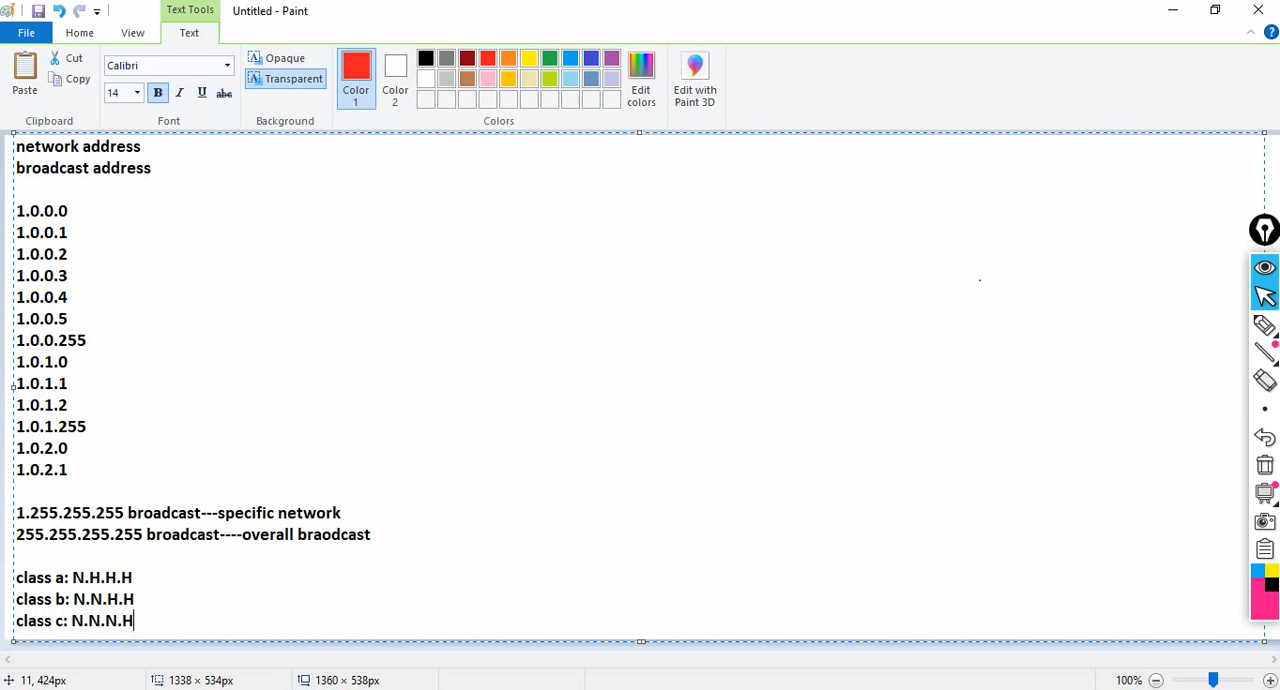 Text Tools
Untitled - Paint
File
Home
View
Text
Paste
Cut
Copy
Clipboard
Calibri
14
B
I
U
abc
Font
A
Opaque
A
Transparent
Background
Color
1
Color
2
Edit
colors
Colors
Edit with
Paint 3D
?
network address
broadcast address
1.0.0.0
1.0.0.1
1.0.0.2
1.0.0.3
1.0.0.4
1.0.0.5
1.0.0.255
1.0.1.0
1.0.1.1
1.0.1.2
1.0.1.255
1.0.2.0
1.0.2.1
1.255.255.255 broadcast---specific network
255.255.255.255 broadcast----overall braodcast
class a: N.H.H.H
class b: N.N.H.H
class c: N.N.N.H
11, 424px
1338 × 534px
1360 × 538px
100%